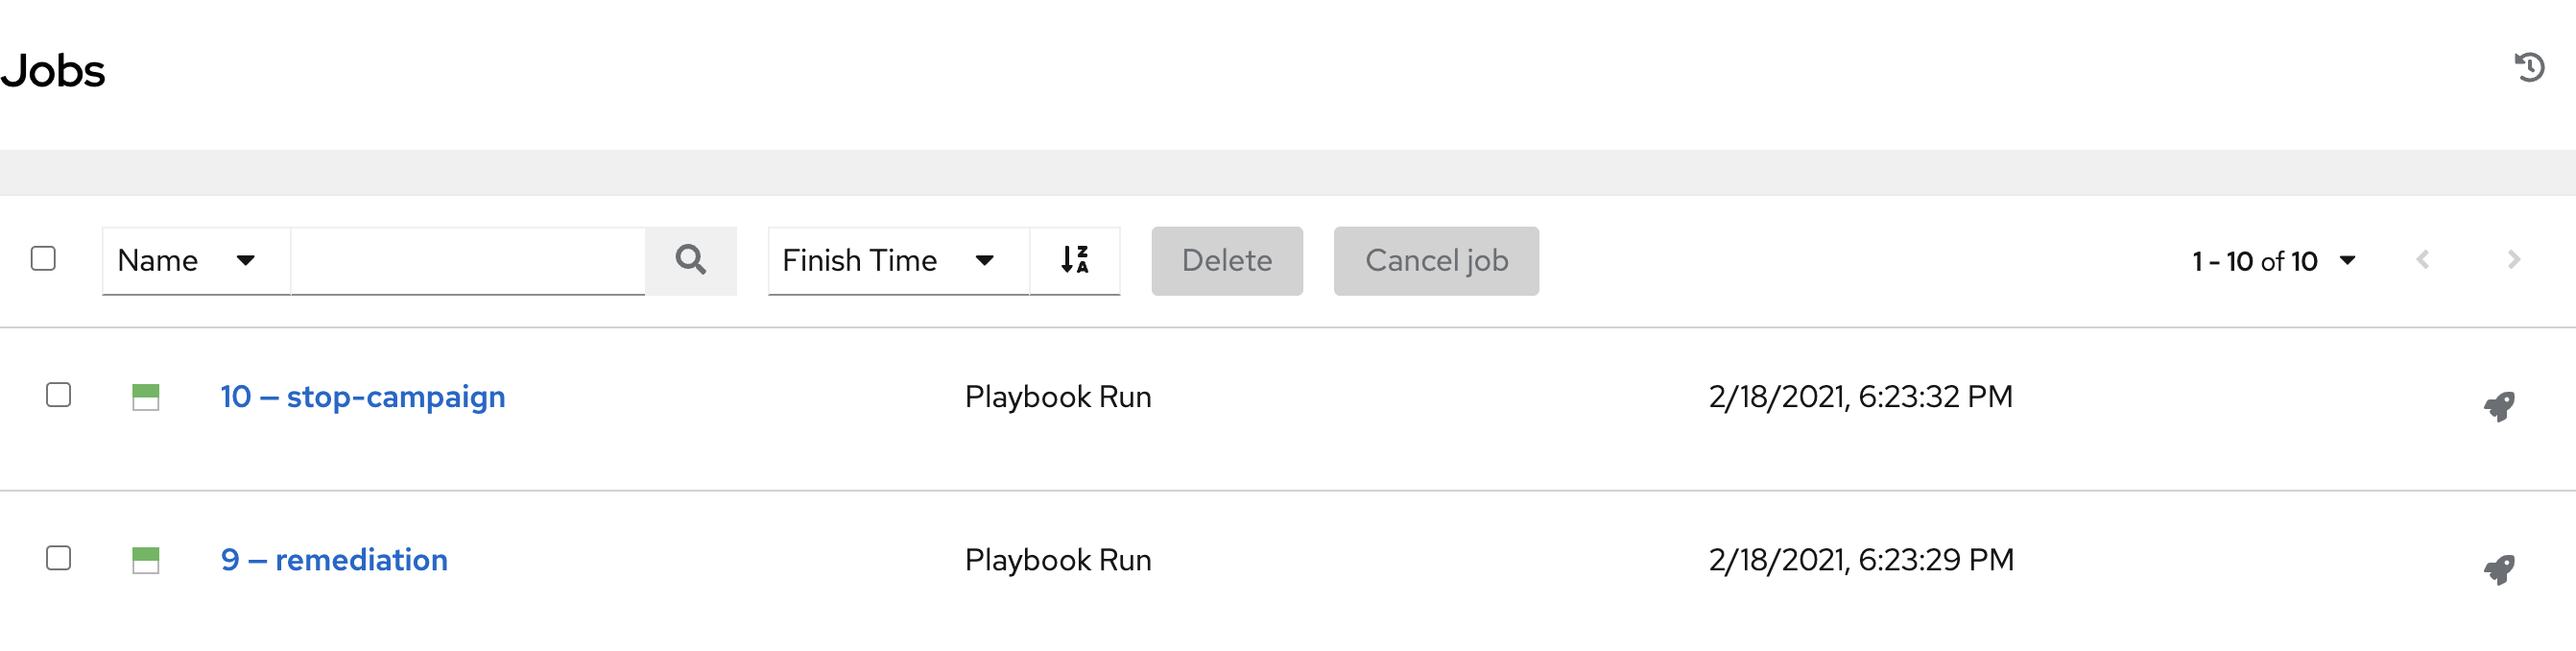 Jobs
Name Finish Time Z A Delete Cancel job 1 - 10 of 10
10 — stop-campaign Playbook Run 2/18/2021, 6:23:32 PM
9 — remediation Playbook Run 2/18/2021, 6:23:29 PM